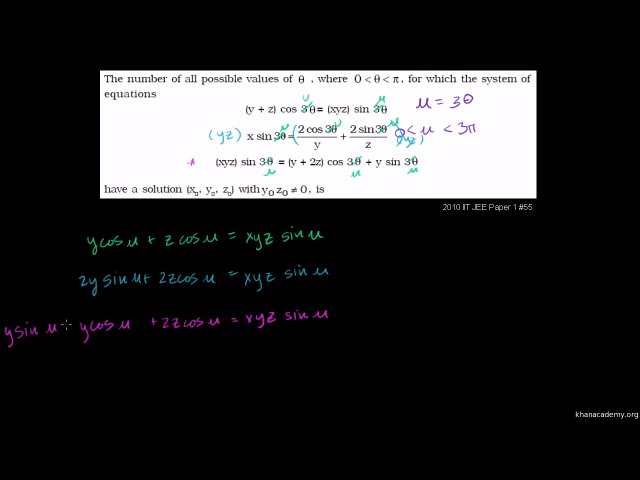 The number of all possible values of θ , where 0 < θ < π, for which the system of
equations
(y + z) cos 3θ = (xyz) sin 3θ
u u
u = 3θ
(yz) x sin 3θ = ( 2 cos 3θ / y + 2 sin 3θ / z ) (yz)
u u u
0 < u < 3π
(xyz) sin 3θ = (y + 2z) cos 3θ + y sin 3θ
u u u
have a solution (x₀, y₀, z₀) with y₀ z₀ ≠ 0, is
2010 IIT JEE Paper 1 #55
y cos u + z cos u = xyz sin u
2y sin u + 2z cos u = xyz sin u
y sin u + y cos u + 2z cos u = xyz sin u
khanacademy.org